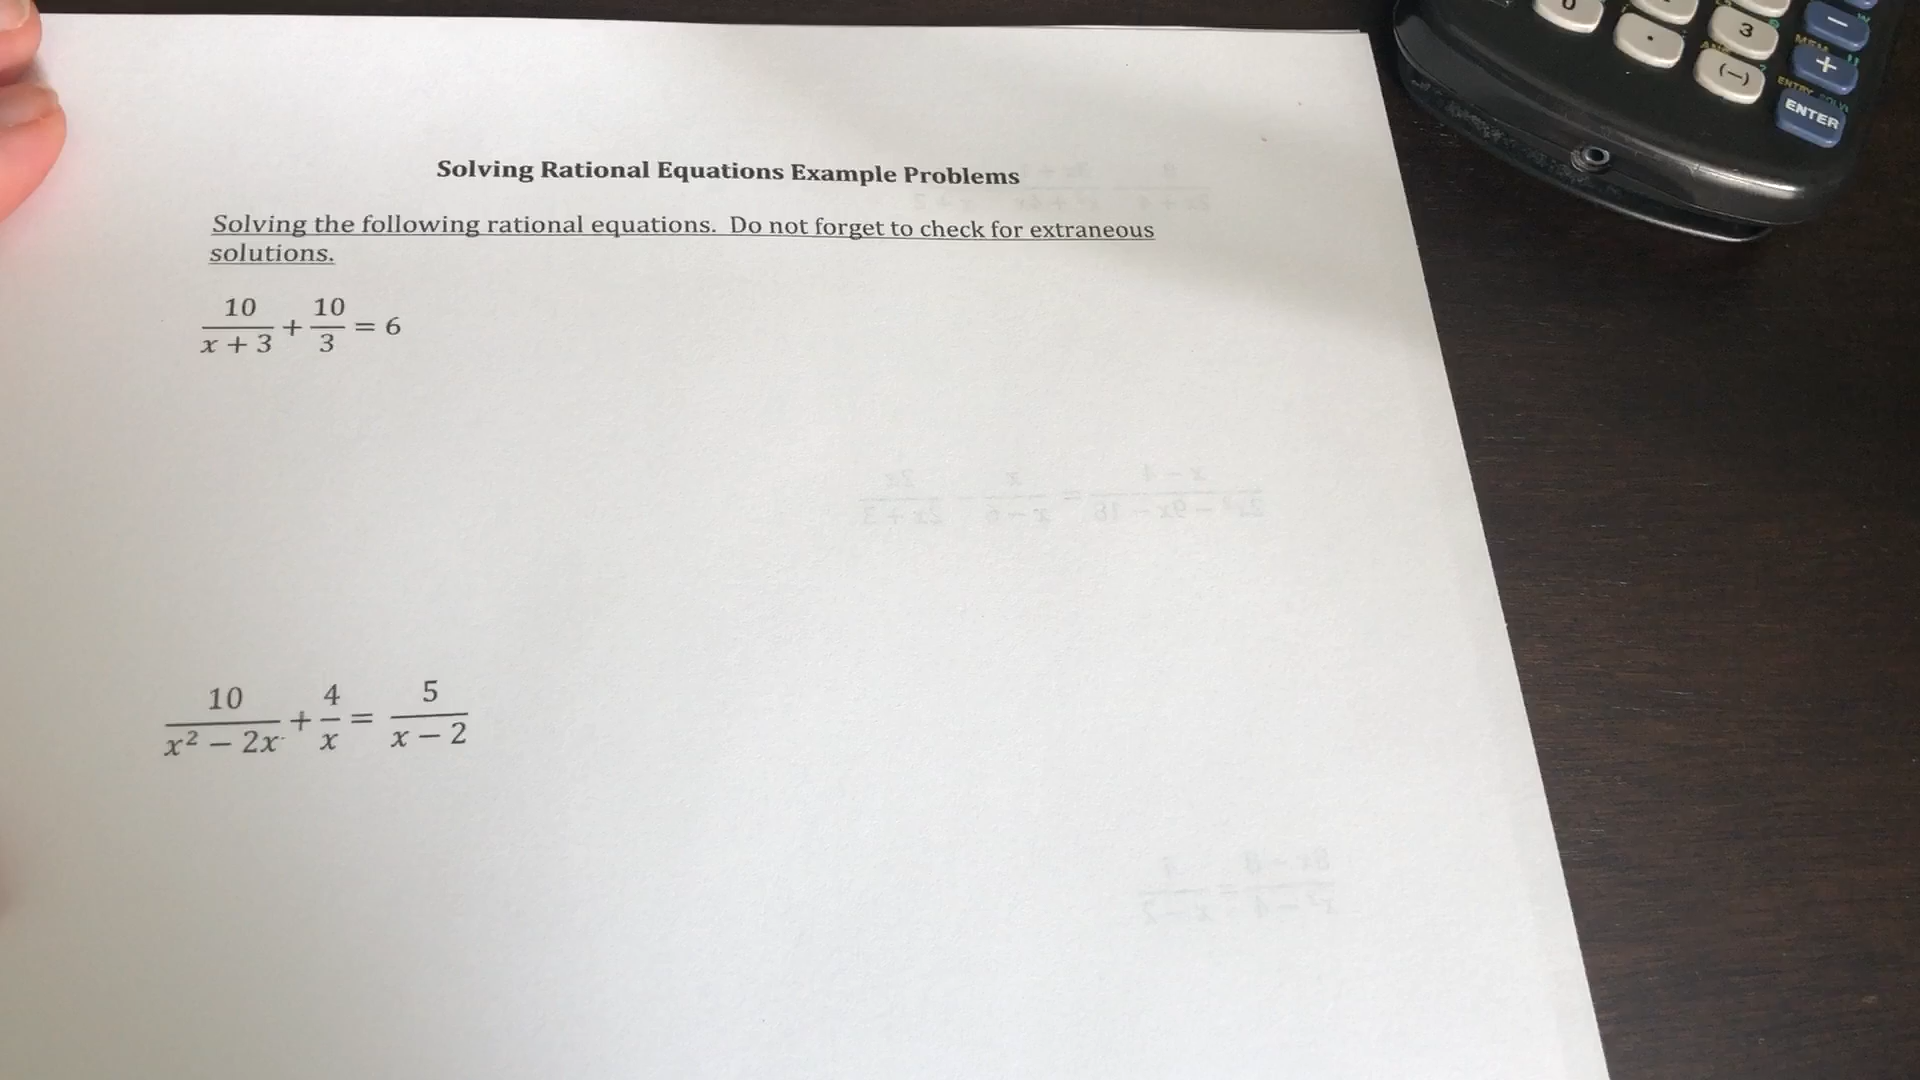 0
.
3
(—)
—
+
ENTRY SOLVE
ENTER
Solving Rational Equations Example Problems
Solving the following rational equations. Do not forget to check for extraneous
solutions.
10/(x + 3) + 10/3 = 6
10/(x² − 2x) + 4/x = 5/(x − 2)